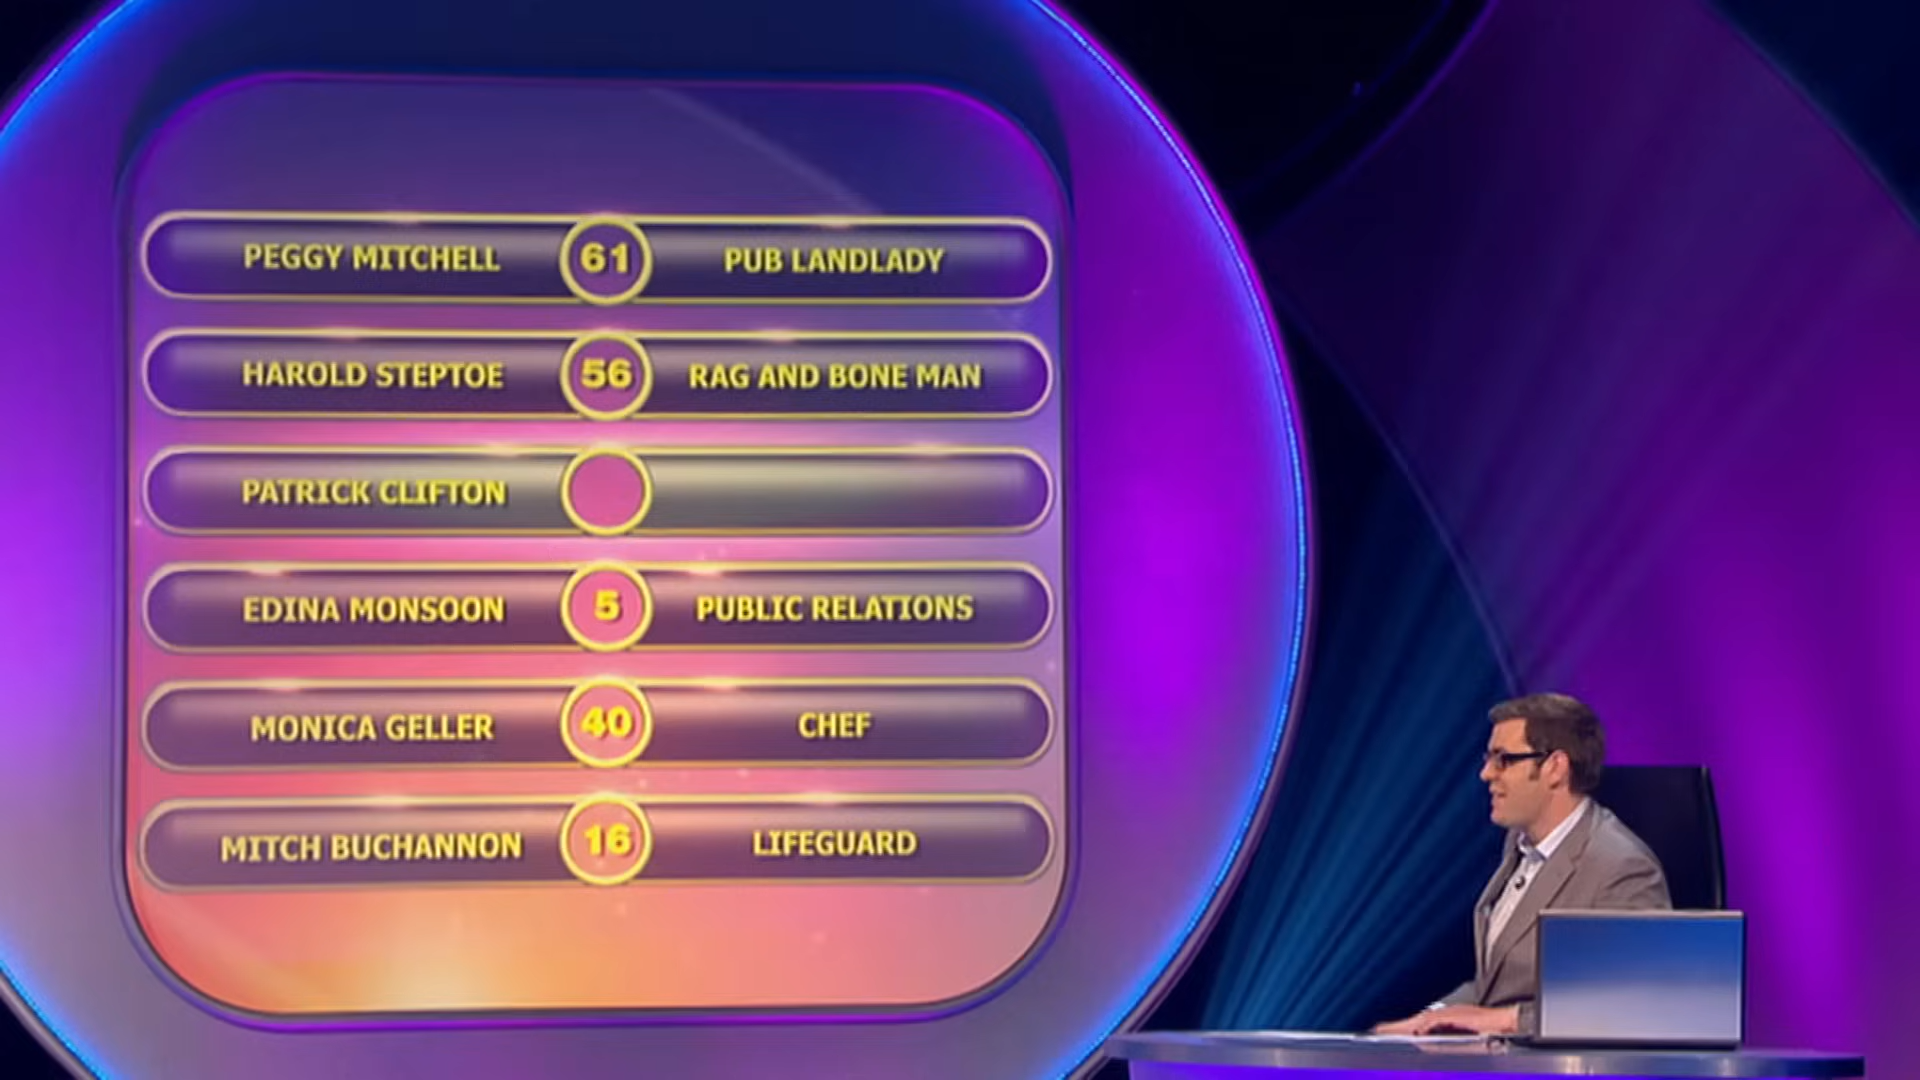 PEGGY MITCHELL 61 PUB LANDLADY
HAROLD STEPTOE 56 RAG AND BONE MAN
PATRICK CLIFTON
EDINA MONSOON 5 PUBLIC RELATIONS
MONICA GELLER 40 CHEF
MITCH BUCHANNON 16 LIFEGUARD